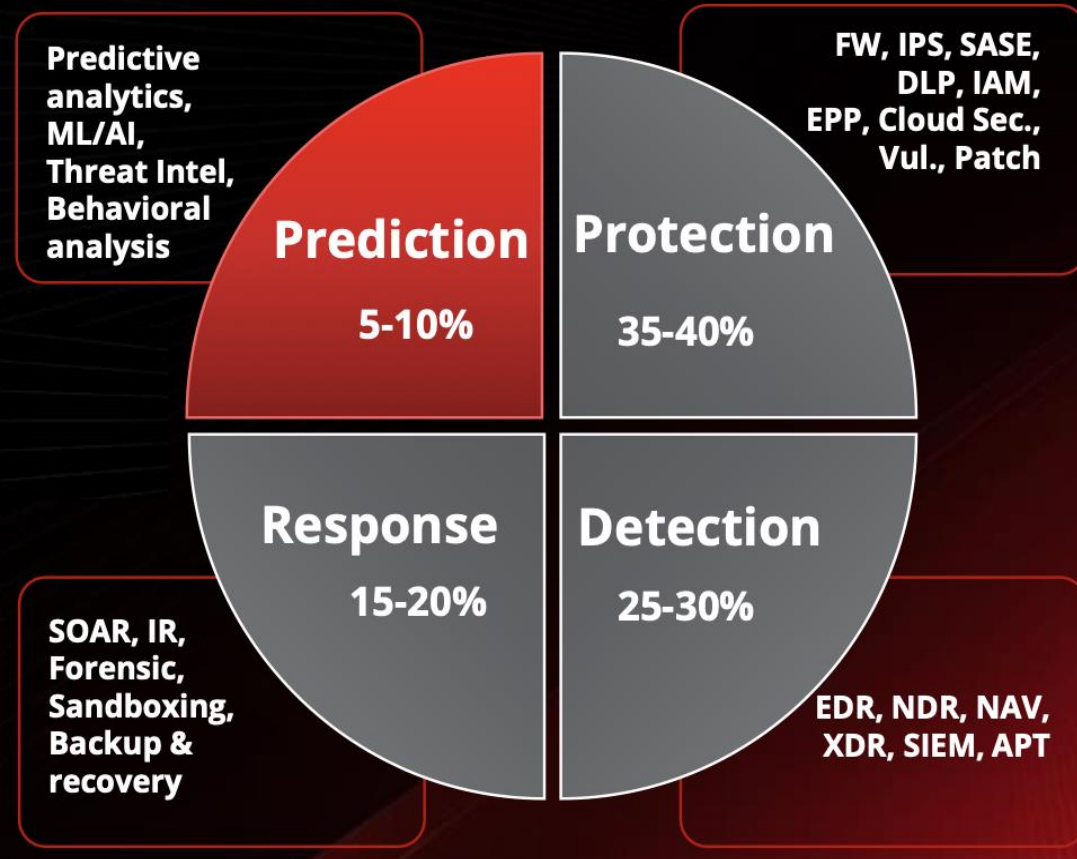 Predictive
analytics,
ML/AI,
Threat Intel,
Behavioral
analysis
FW, IPS, SASE,
DLP, IAM,
EPP, Cloud Sec.,
Vul., Patch
Prediction
5-10%
Protection
35-40%
Response
15-20%
Detection
25-30%
SOAR, IR,
Forensic,
Sandboxing,
Backup &
recovery
EDR, NDR, NAV,
XDR, SIEM, APT